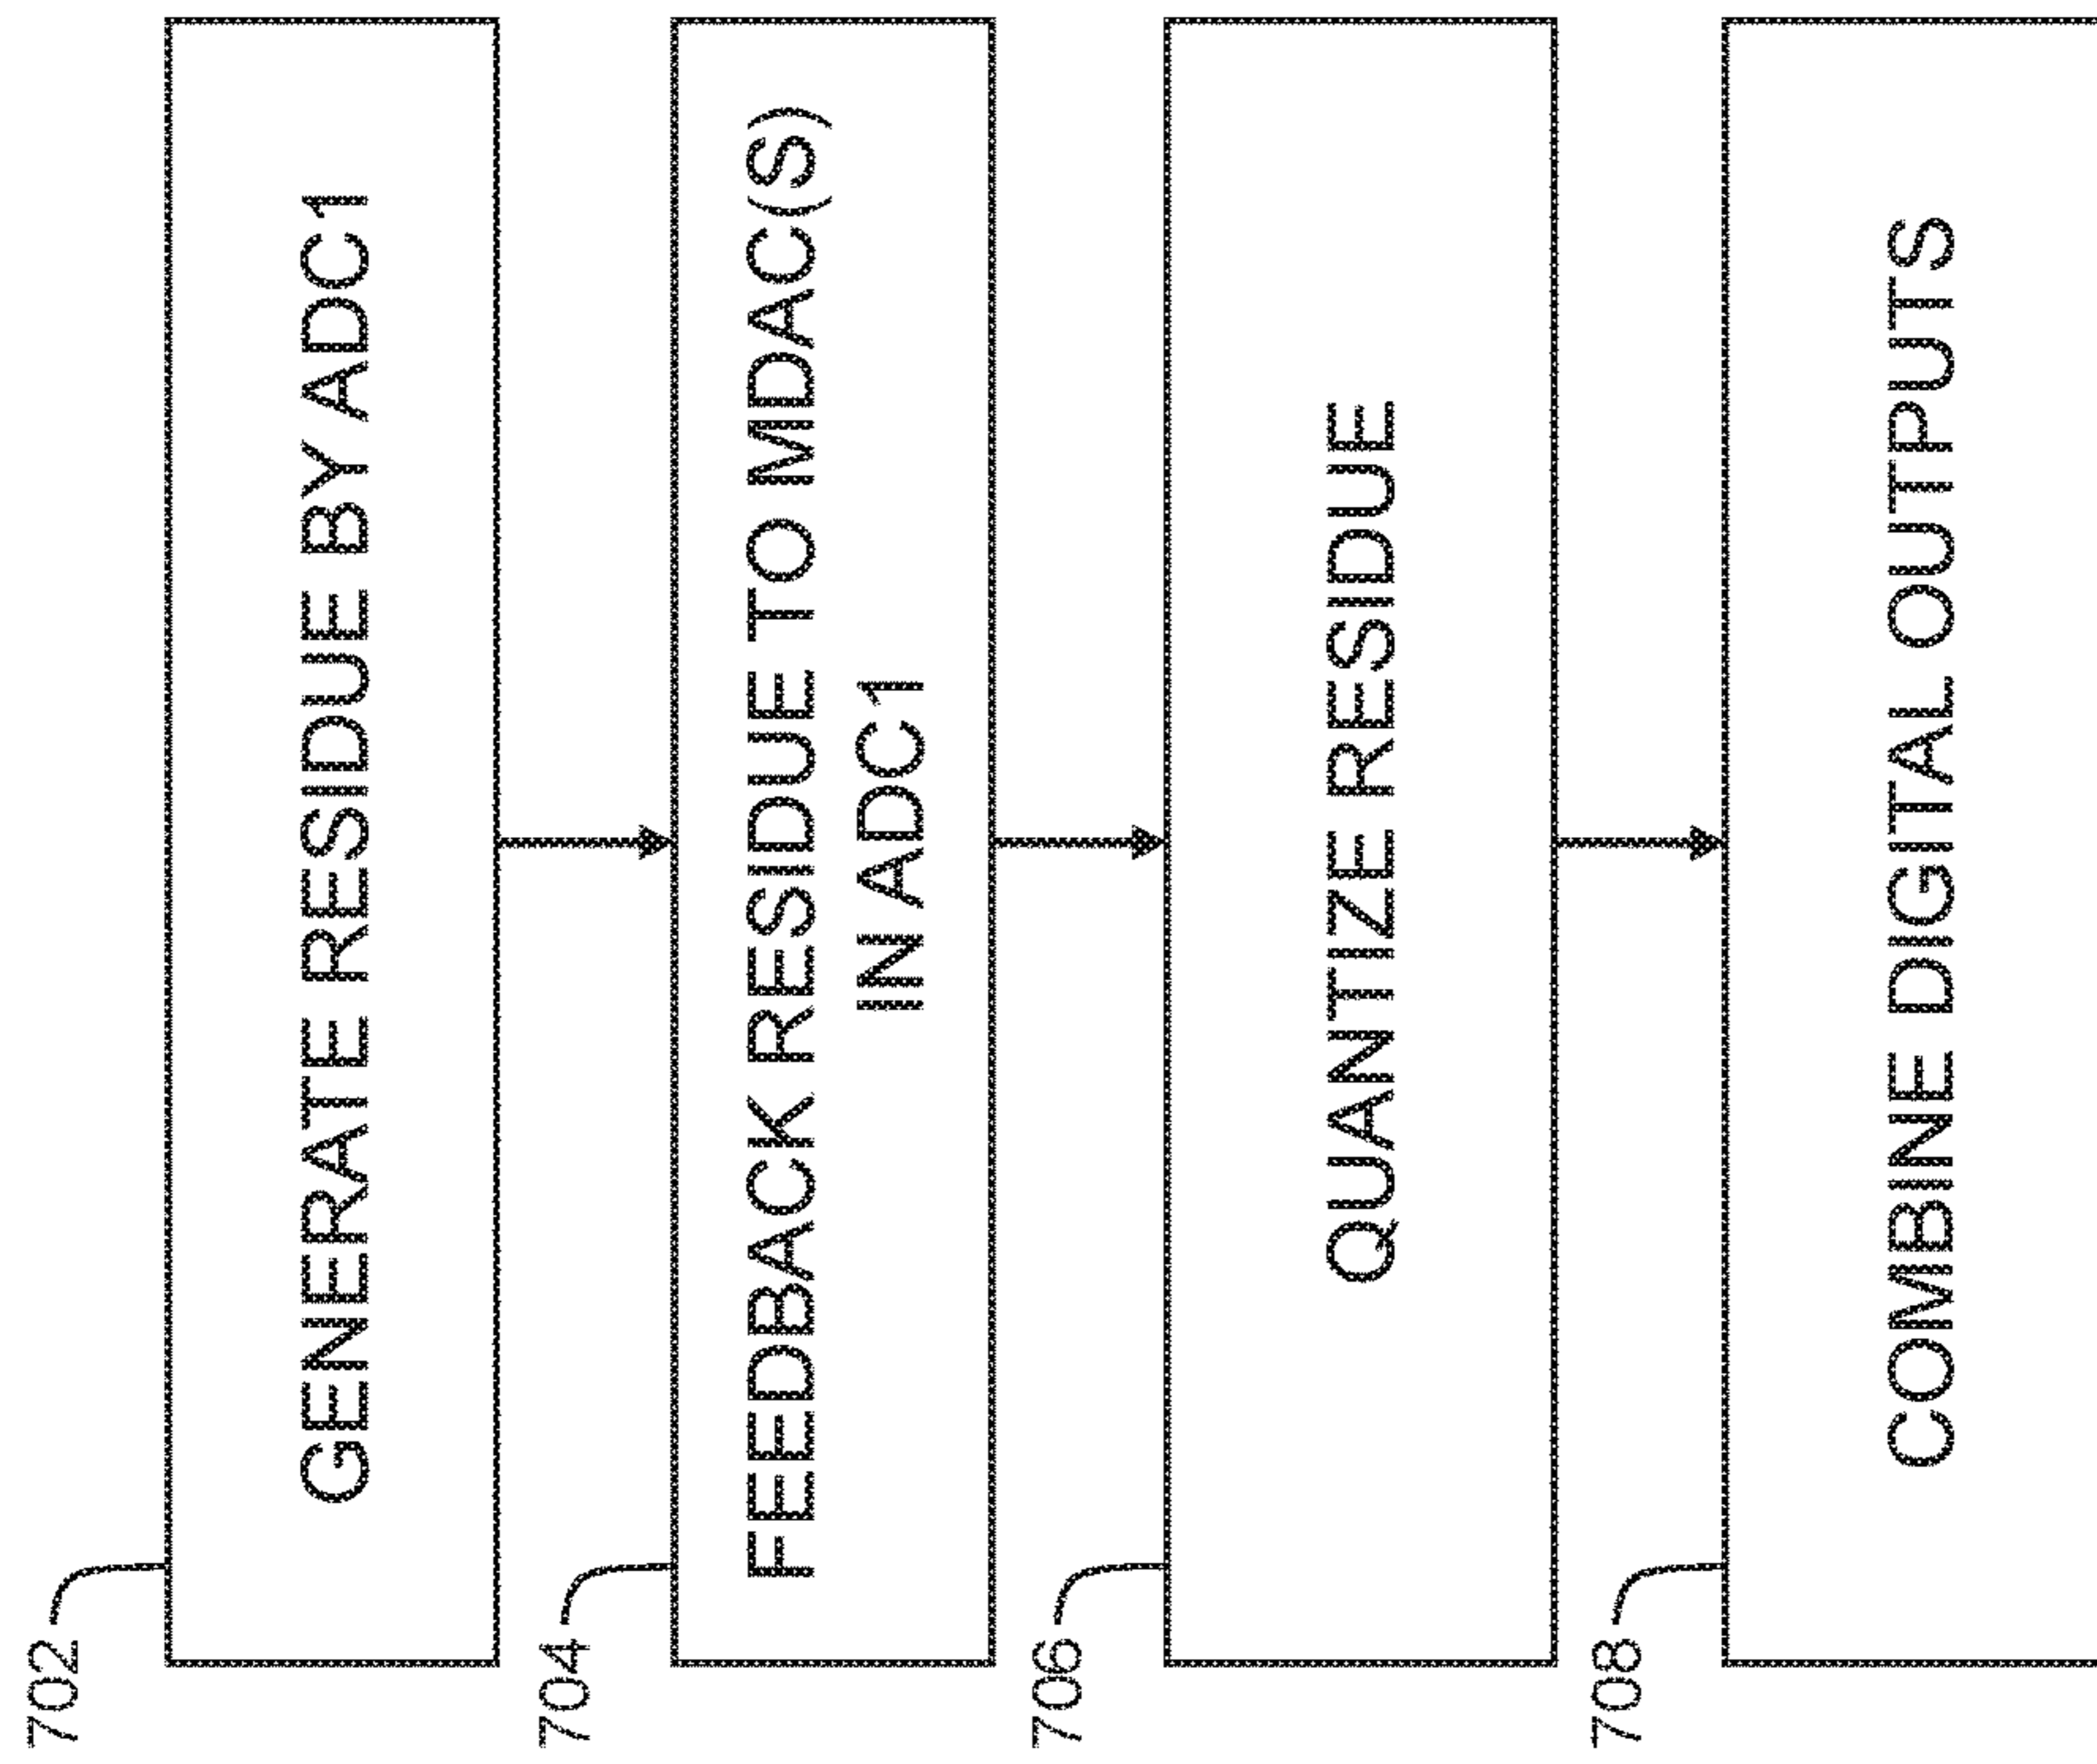 702
GENERATE RESIDUE BY ADC1
704
FEEDBACK RESIDUE TO MDAC(S)
IN ADC1
706
QUANTIZE RESIDUE
708
COMBINE DIGITAL OUTPUTS